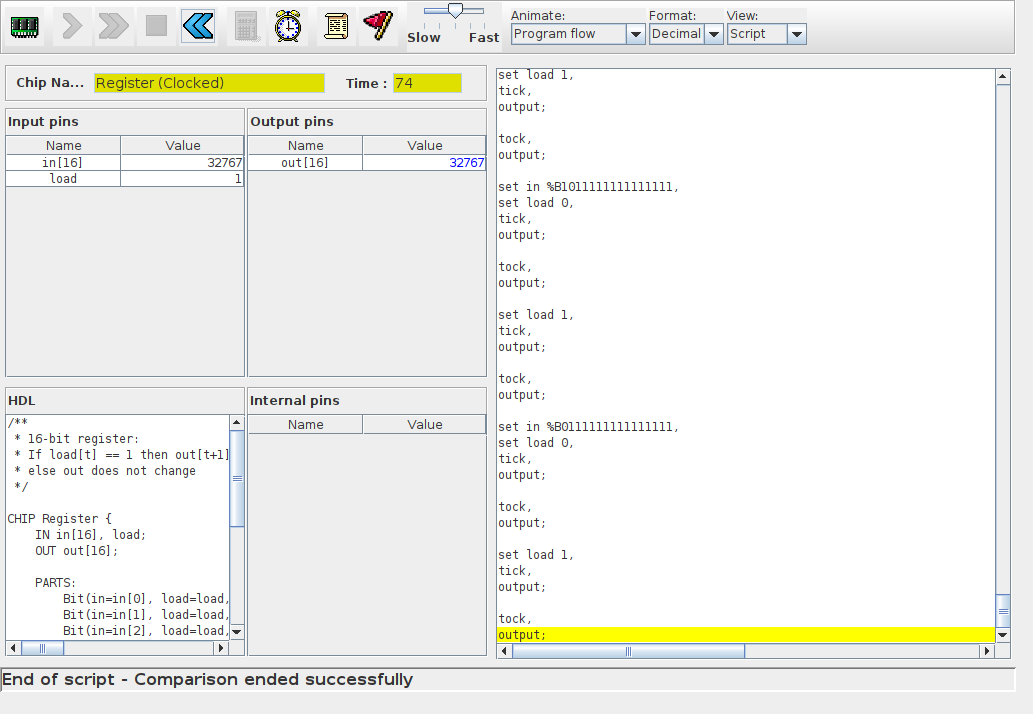 Animate:
Format:
View:
Slow
Fast
Program flow
Decimal
Script
Chip Na...
Register (Clocked)
Time :
74
Input pins
Name Value
in[16] 32767
load 1
Output pins
Name Value
out[16] 32767
HDL
/**
* 16-bit register:
* If load[t] == 1 then out[t+1]
* else out does not change
*/
CHIP Register {
IN in[16], load;
OUT out[16];
PARTS:
Bit(in=in[0], load=load,
Bit(in=in[1], load=load,
Bit(in=in[2], load=load,
Internal pins
Name Value
set load 1,
tick,
output;
tock,
output;
set in %B1011111111111111,
set load 0,
tick,
output;
tock,
output;
set load 1,
tick,
output;
tock,
output;
set in %B0111111111111111,
set load 0,
tick,
output;
tock,
output;
set load 1,
tick,
output;
tock,
output;
End of script - Comparison ended successfully